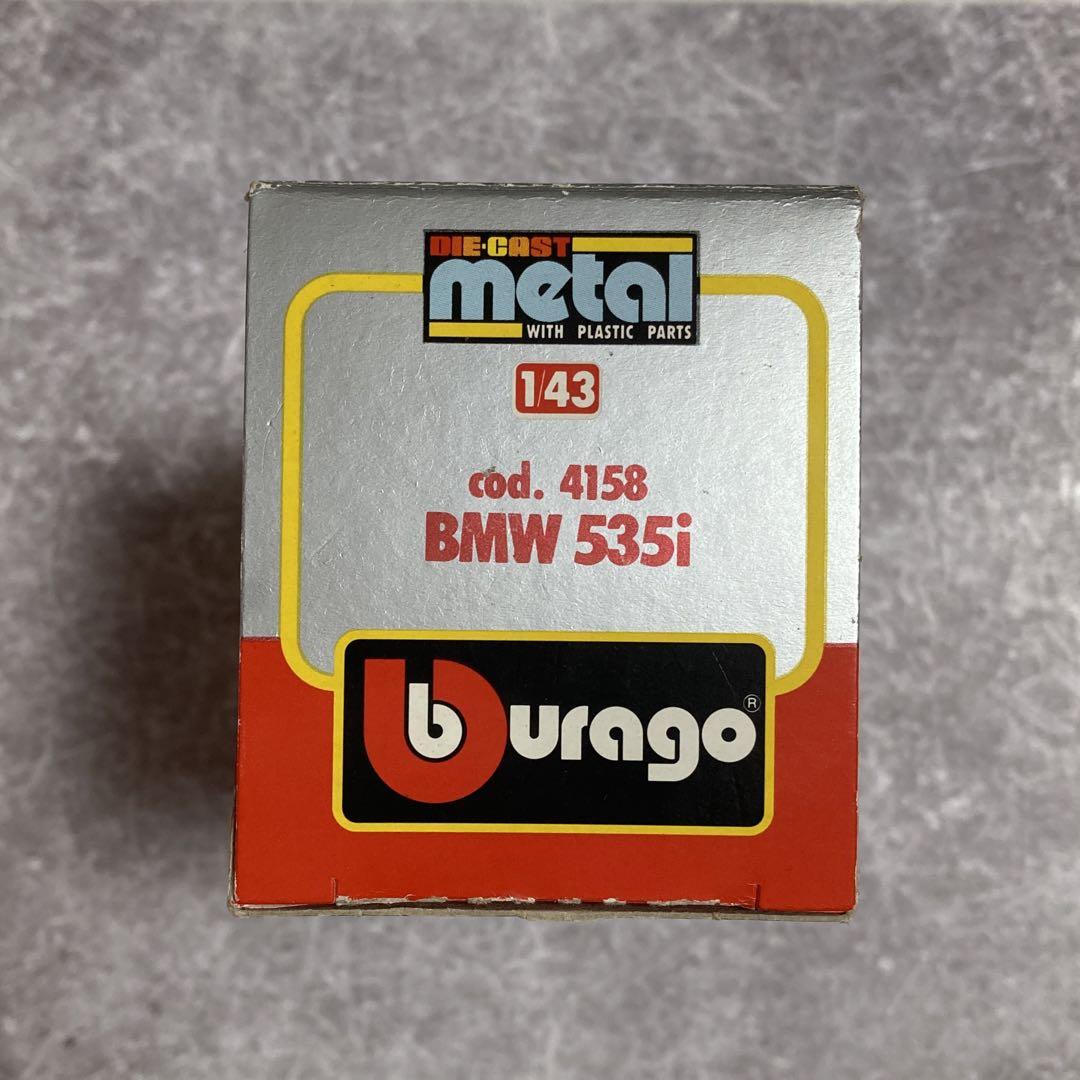 DIE·CAST
metal
WITH PLASTIC PARTS
1/43
cod. 4158
BMW 535i
burago®